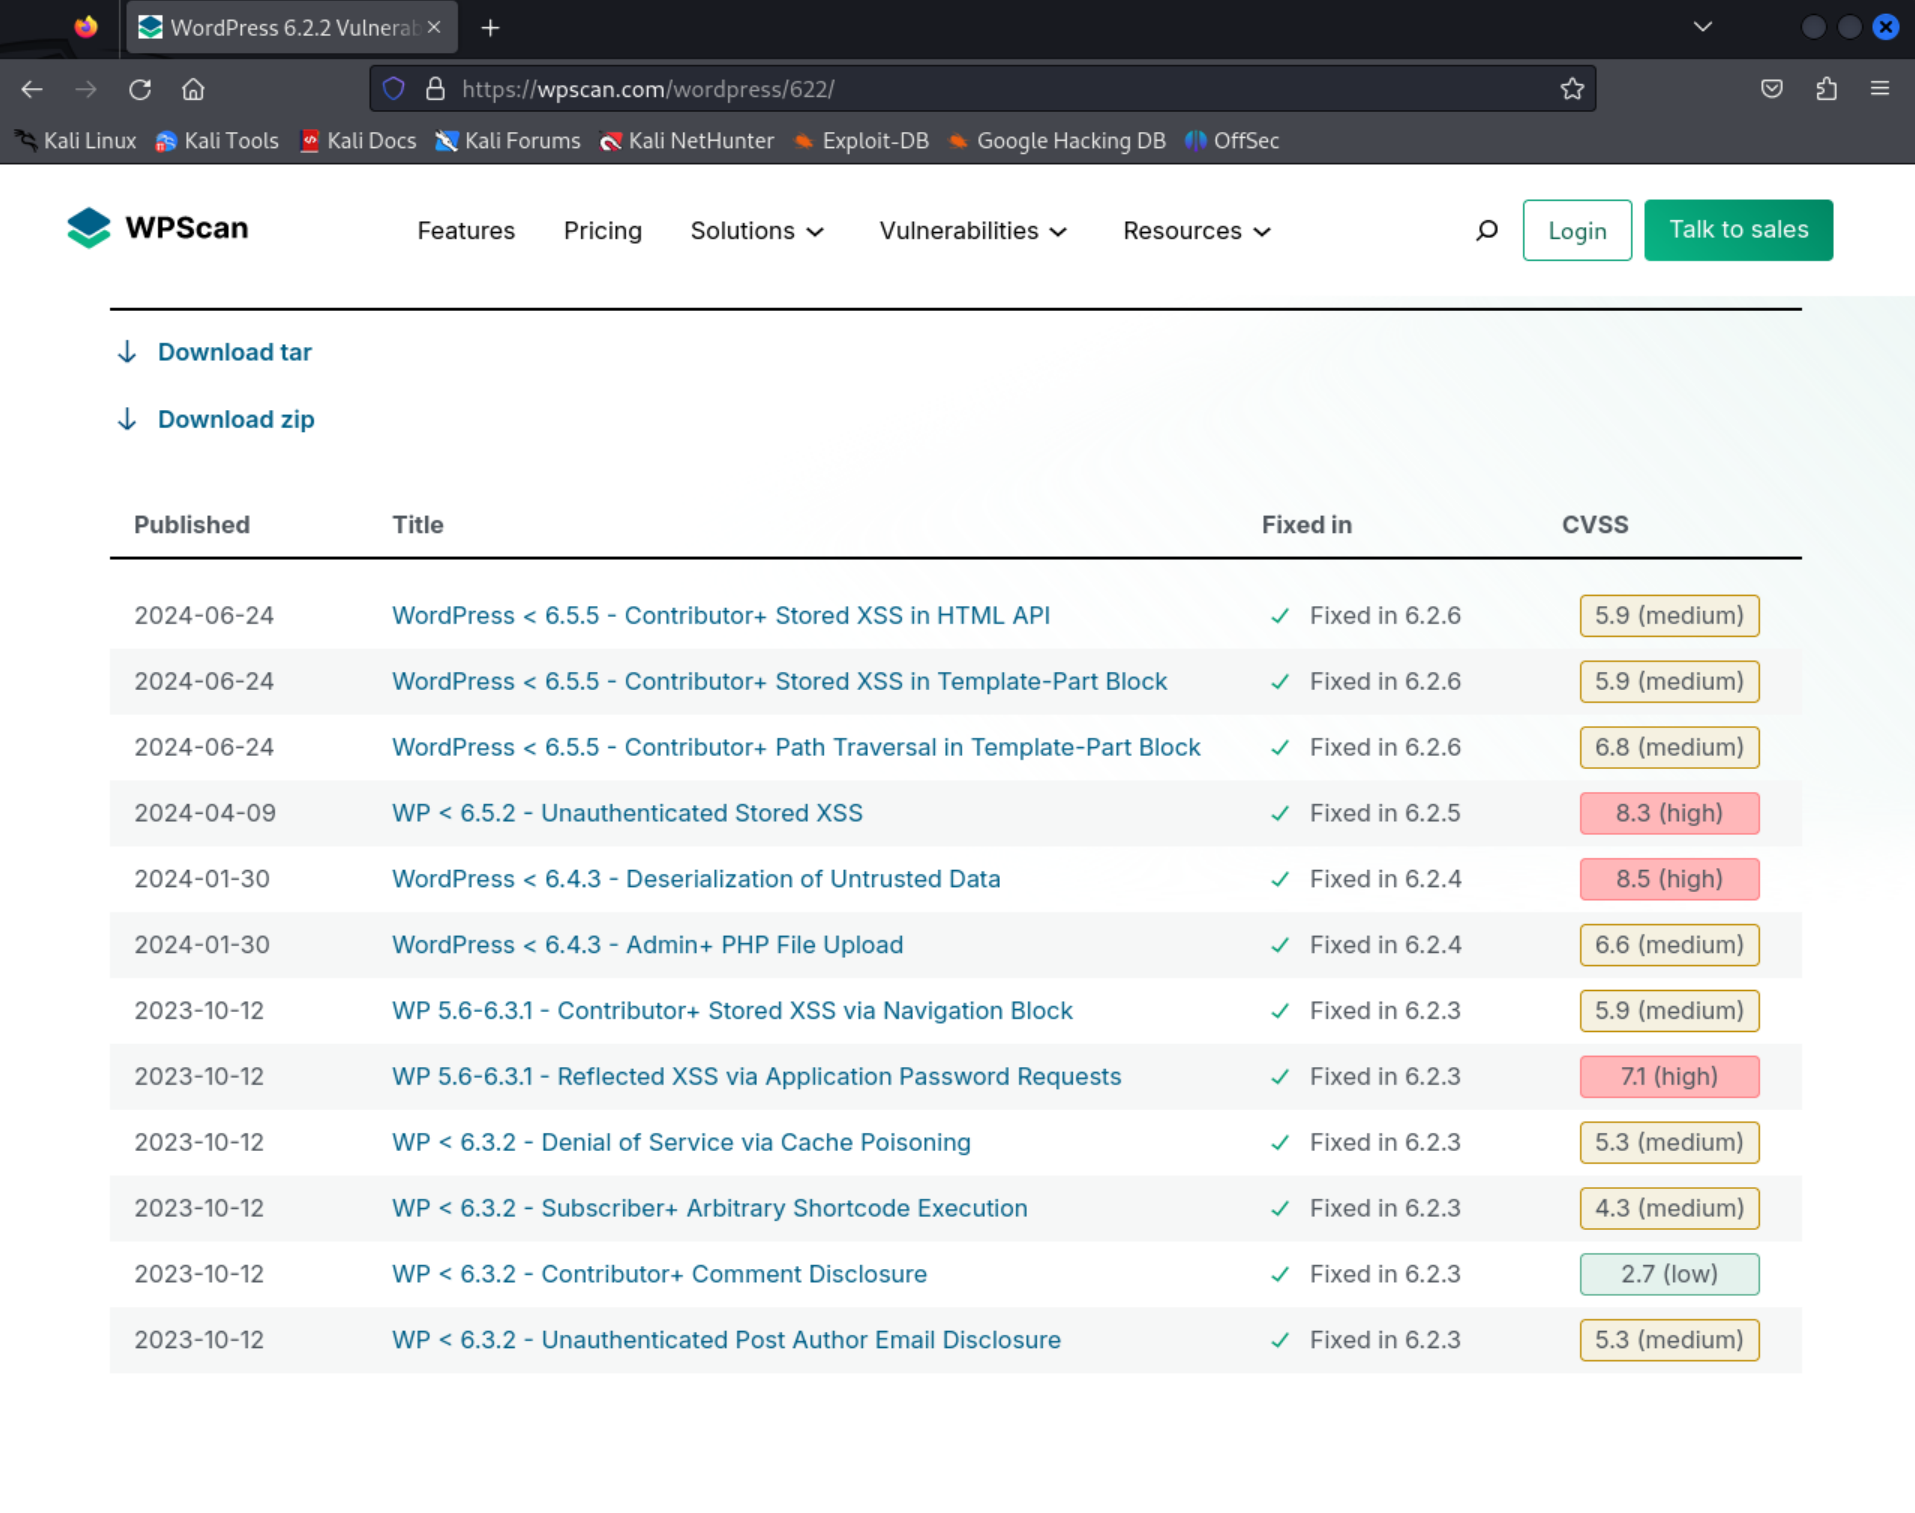 WordPress 6.2.2 Vulnerab
https://wpscan.com/wordpress/622/
Kali Linux Kali Tools Kali Docs Kali Forums Kali NetHunter Exploit-DB Google Hacking DB OffSec
WPScan Features Pricing Solutions Vulnerabilities Resources Login Talk to sales
Download tar
Download zip
Published Title Fixed in CVSS
2024-06-24 WordPress < 6.5.5 - Contributor+ Stored XSS in HTML API Fixed in 6.2.6 5.9 (medium)
2024-06-24 WordPress < 6.5.5 - Contributor+ Stored XSS in Template-Part Block Fixed in 6.2.6 5.9 (medium)
2024-06-24 WordPress < 6.5.5 - Contributor+ Path Traversal in Template-Part Block Fixed in 6.2.6 6.8 (medium)
2024-04-09 WP < 6.5.2 - Unauthenticated Stored XSS Fixed in 6.2.5 8.3 (high)
2024-01-30 WordPress < 6.4.3 - Deserialization of Untrusted Data Fixed in 6.2.4 8.5 (high)
2024-01-30 WordPress < 6.4.3 - Admin+ PHP File Upload Fixed in 6.2.4 6.6 (medium)
2023-10-12 WP 5.6-6.3.1 - Contributor+ Stored XSS via Navigation Block Fixed in 6.2.3 5.9 (medium)
2023-10-12 WP 5.6-6.3.1 - Reflected XSS via Application Password Requests Fixed in 6.2.3 7.1 (high)
2023-10-12 WP < 6.3.2 - Denial of Service via Cache Poisoning Fixed in 6.2.3 5.3 (medium)
2023-10-12 WP < 6.3.2 - Subscriber+ Arbitrary Shortcode Execution Fixed in 6.2.3 4.3 (medium)
2023-10-12 WP < 6.3.2 - Contributor+ Comment Disclosure Fixed in 6.2.3 2.7 (low)
2023-10-12 WP < 6.3.2 - Unauthenticated Post Author Email Disclosure Fixed in 6.2.3 5.3 (medium)